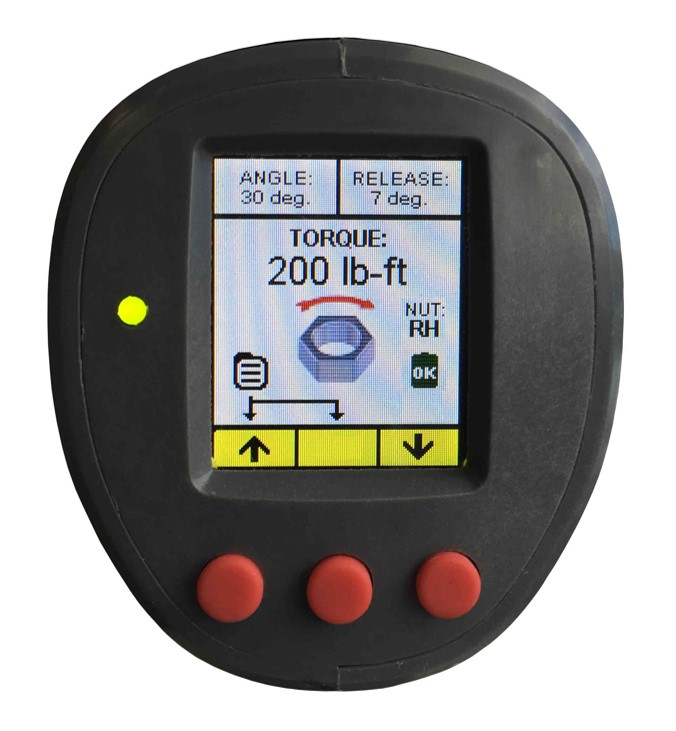 ANGLE:
30 deg.
RELEASE:
7 deg.
TORQUE:
200 lb-ft
NUT:
RH
OK